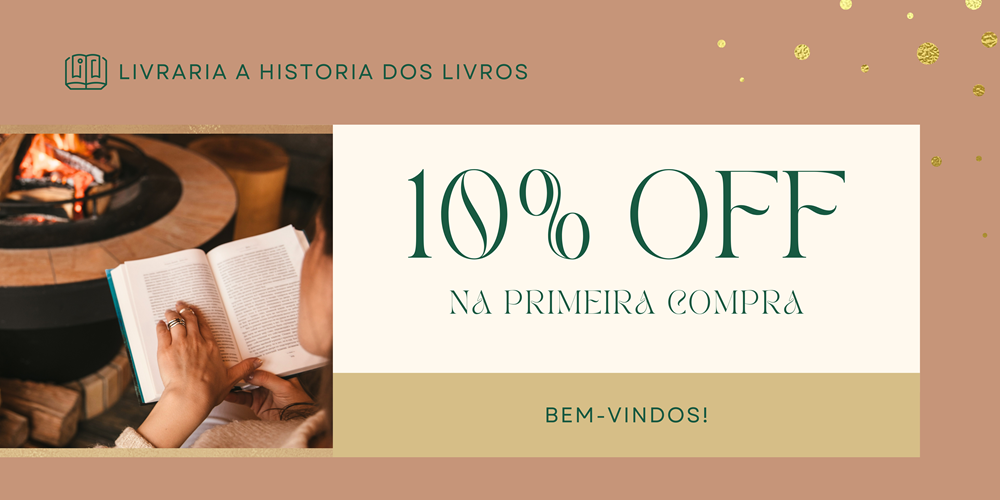 LIVRARIA A HISTORIA DOS LIVROS
10% OFF
NA PRIMEIRA COMPRA
BEM-VINDOS!